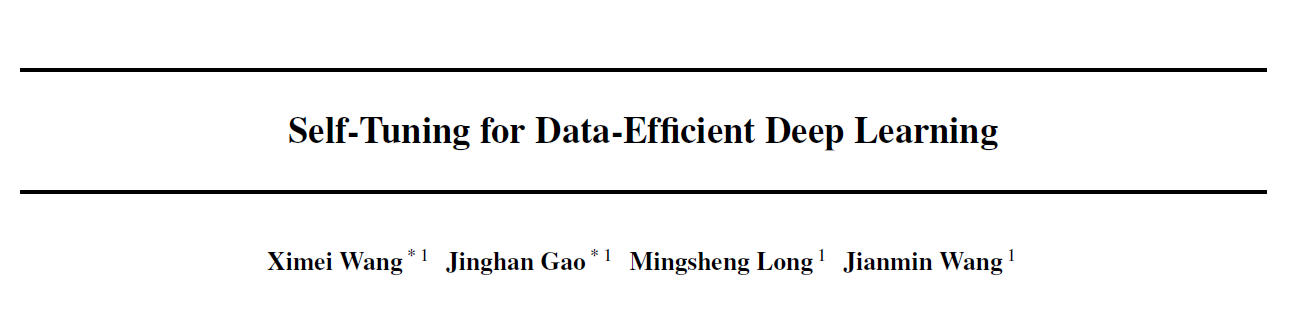 Self-Tuning for Data-Efficient Deep Learning
Ximei Wang * 1 Jinghan Gao * 1 Mingsheng Long 1 Jianmin Wang 1